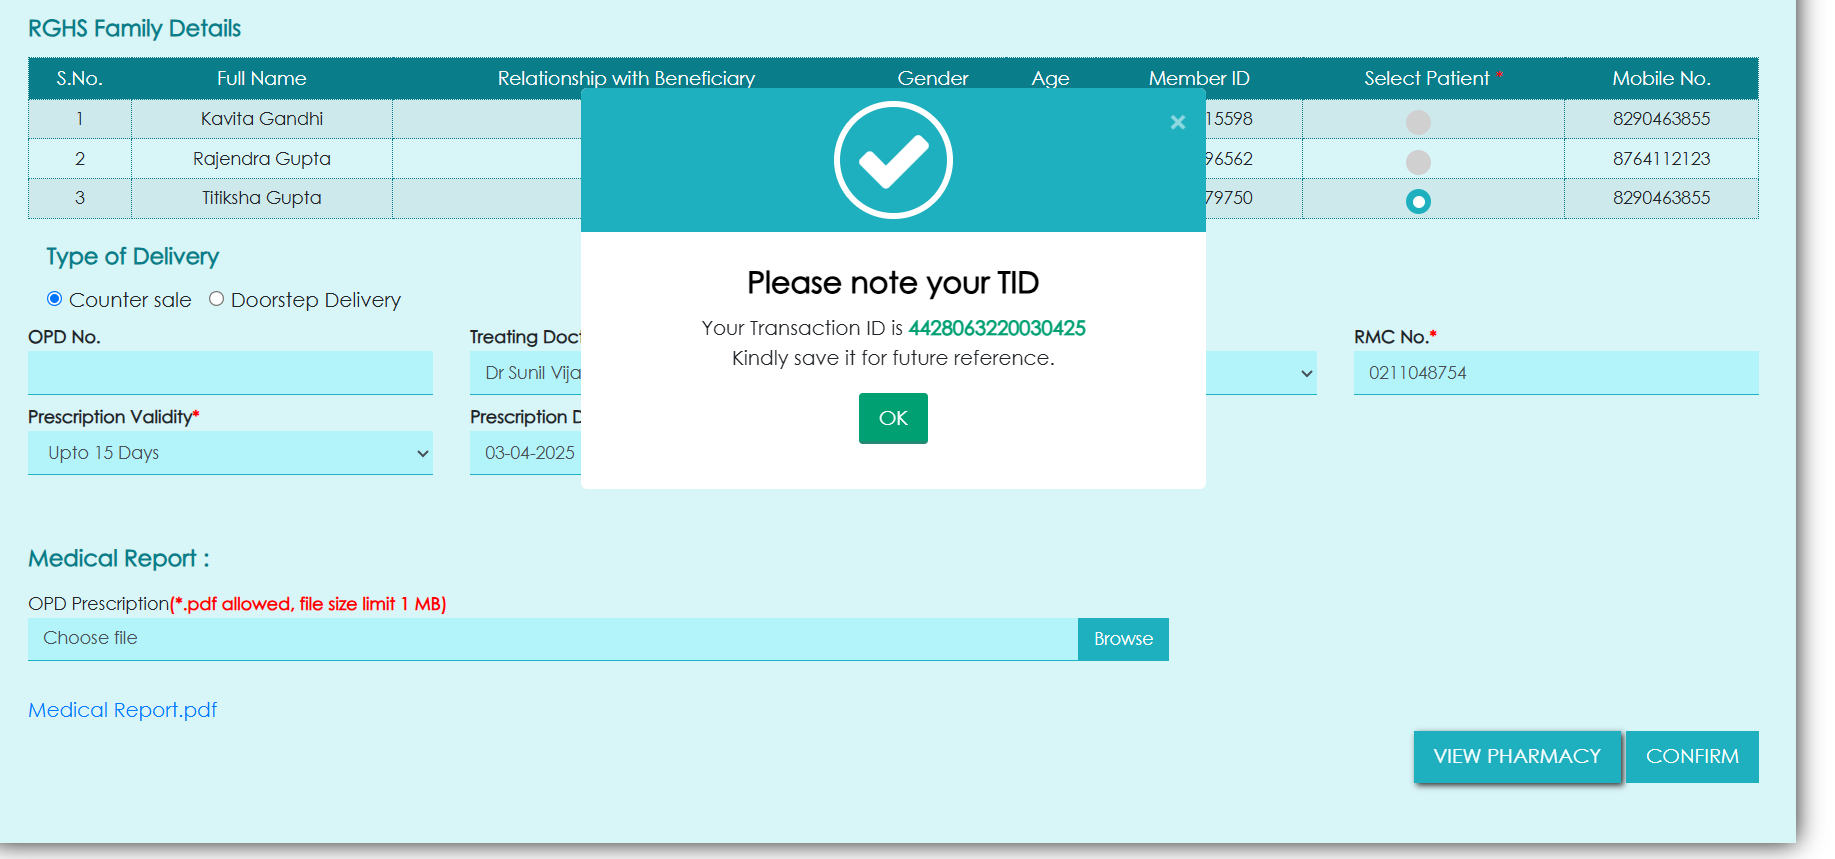 RGHS Family Details
S.No. Full Name Relationship with Beneficiary Gender Age Member ID Select Patient * Mobile No.
1 Kavita Gandhi 15598 8290463855
2 Rajendra Gupta 96562 8764112123
3 Titiksha Gupta 79750 8290463855
Please note your TID
Your Transaction ID is 4428063220030425
Kindly save it for future reference.
OK
Type of Delivery
Counter sale Doorstep Delivery
OPD No. Treating RMC No.*
Dr Sunil 0211048754
Prescription Validity* Prescription
Upto 15 Days 03-04-2025
Medical Report :
OPD Prescription(*.pdf allowed, file size limit 1 MB)
Choose file Browse
Medical Report.pdf
VIEW PHARMACY CONFIRM